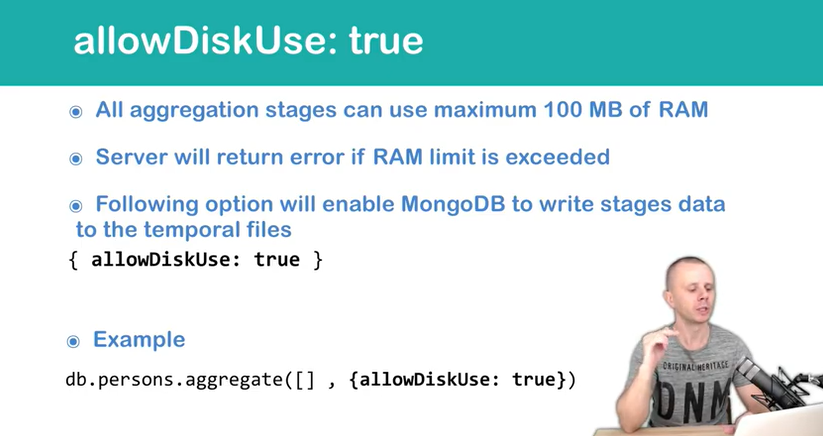 allowDiskUse: true
All aggregation stages can use maximum 100 MB of RAM
Server will return error if RAM limit is exceeded
Following option will enable MongoDB to write stages data
to the temporal files
{ allowDiskUse: true }
Example
db.persons.aggregate([] , {allowDiskUse: true})
ORIGINAL HERITAGE
DNM